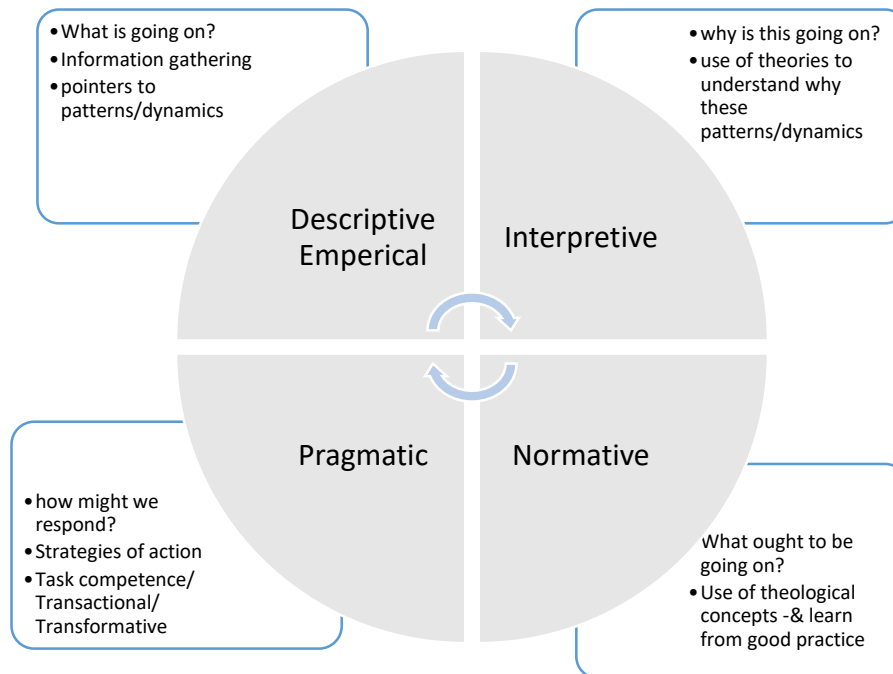 •What is going on?
•Information gathering
•pointers to
patterns/dynamics
•why is this going on?
•use of theories to
understand why
these
patterns/dynamics
Descriptive
Emperical
Interpretive
Pragmatic
Normative
•how might we
respond?
•Strategies of action
•Task competence/
Transactional/
Transformative
What ought to be
going on?
•Use of theological
concepts -& learn
from good practice